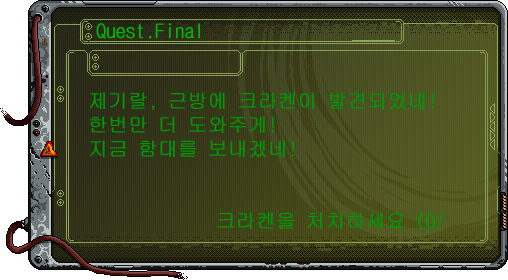 Quest.Final
제기랄, 근방에 크라켄이 발견되었네!
한번만 더 도와주게!
지금 함대를 보내겠네!
크라켄을 처치하세요 (0/